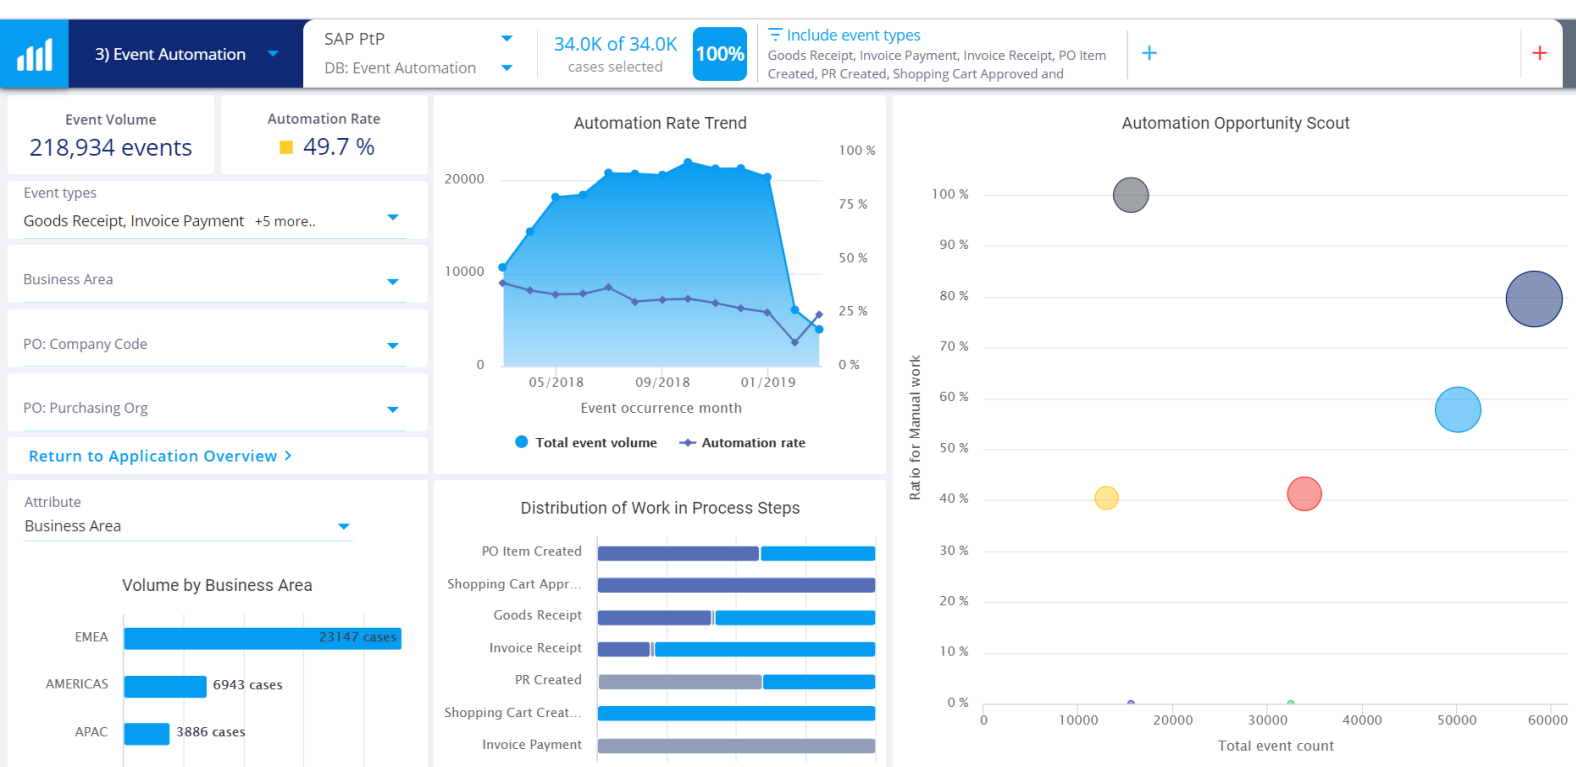 3) Event Automation
SAP PtP
DB: Event Automation
34.0K of 34.0K
cases selected
100%
Include event types
Goods Receipt, Invoice Payment, Invoice Receipt, PO Item
Created, PR Created, Shopping Cart Approved and
Event Volume
218,934 events
Automation Rate
49.7 %
Event types
Goods Receipt, Invoice Payment +5 more..
Business Area
PO: Company Code
PO: Purchasing Org
Return to Application Overview >
Attribute
Business Area
Volume by Business Area
EMEA
23147 cases
AMERICAS
6943 cases
APAC
3886 cases
Automation Rate Trend
20000
10000
0
100 %
75 %
50 %
25 %
0 %
05/2018
09/2018
01/2019
Event occurrence month
Total event volume
Automation rate
Distribution of Work in Process Steps
PO Item Created
Shopping Cart Appr...
Goods Receipt
Invoice Receipt
PR Created
Shopping Cart Creat...
Invoice Payment
Automation Opportunity Scout
Ratio for Manual work
100 %
90 %
80 %
70 %
60 %
50 %
40 %
30 %
20 %
10 %
0 %
0
10000
20000
30000
40000
50000
60000
Total event count